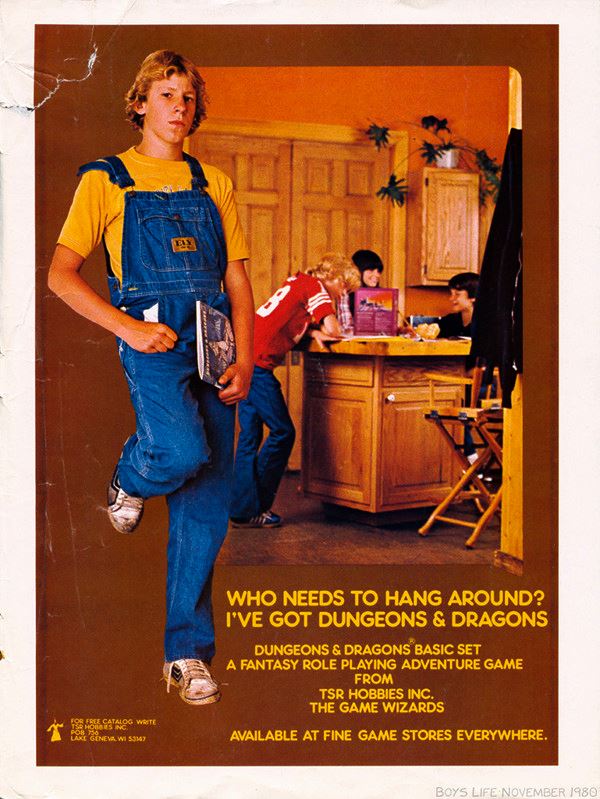 8
WHO NEEDS TO HANG AROUND?
I'VE GOT DUNGEONS & DRAGONS
DUNGEONS & DRAGONS® BASIC SET
A FANTASY ROLE PLAYING ADVENTURE GAME
FROM
TSR HOBBIES INC.
THE GAME WIZARDS
FOR FREE CATALOG WRITE
TSR HOBBIES INC
POB 756
LAKE GENEVA. WI 53147
AVAILABLE AT FINE GAME STORES EVERYWHERE.
BOYS LIFE NOVEMBER 1980